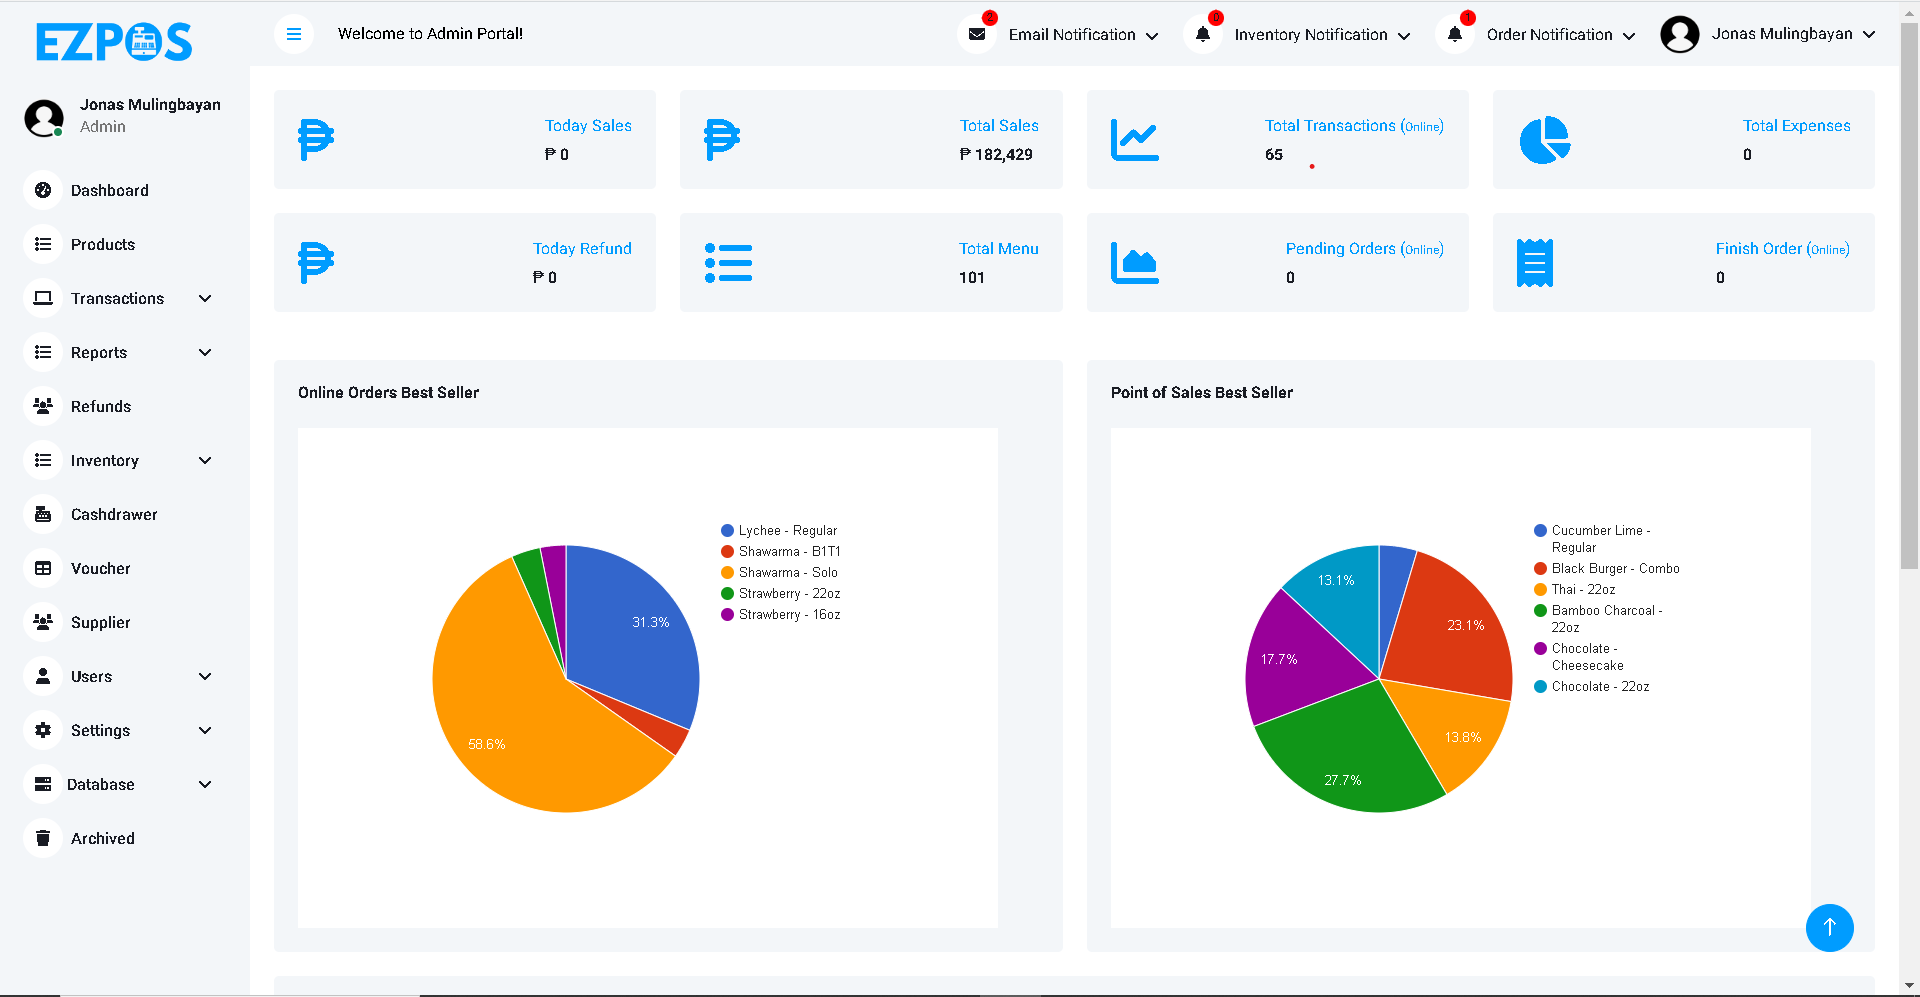 EZPOS
Welcome to Admin Portal!
2
Email Notification
0
Inventory Notification
1
Order Notification
Jonas Mulingbayan
Jonas Mulingbayan
Admin
Dashboard
Products
Transactions
Reports
Refunds
Inventory
Cashdrawer
Voucher
Supplier
Users
Settings
Database
Archived
Today Sales
₱ 0
Total Sales
₱ 182,429
Total Transactions (Online)
65
Total Expenses
0
Today Refund
₱ 0
Total Menu
101
Pending Orders (Online)
0
Finish Order (Online)
0
Online Orders Best Seller
31.3%
58.6%
Lychee - Regular
Shawarma - B1T1
Shawarma - Solo
Strawberry - 22oz
Strawberry - 16oz
Point of Sales Best Seller
13.1%
23.1%
17.7%
13.8%
27.7%
Cucumber Lime -
Regular
Black Burger - Combo
Thai - 22oz
Bamboo Charcoal -
22oz
Chocolate -
Cheesecake
Chocolate - 22oz